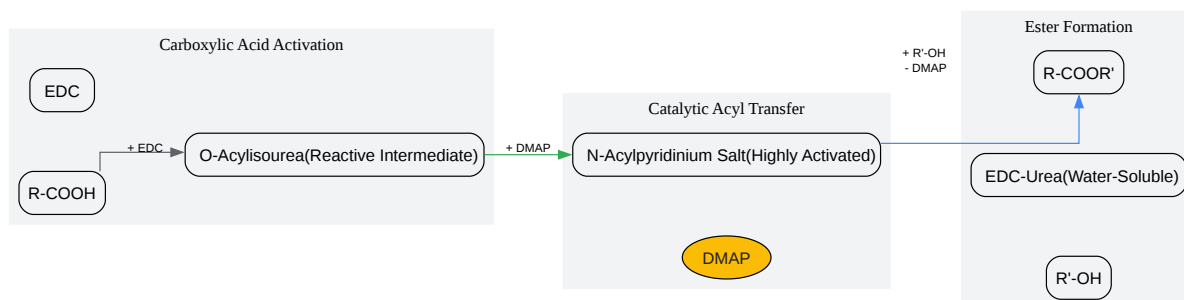 Carboxylic Acid Activation
EDC
R-COOH
+ EDC
O-Acylisourea(Reactive Intermediate)
+ DMAP
Catalytic Acyl Transfer
N-Acylpyridinium Salt(Highly Activated)
DMAP
+ R'-OH
- DMAP
Ester Formation
R-COOR'
EDC-Urea(Water-Soluble)
R'-OH